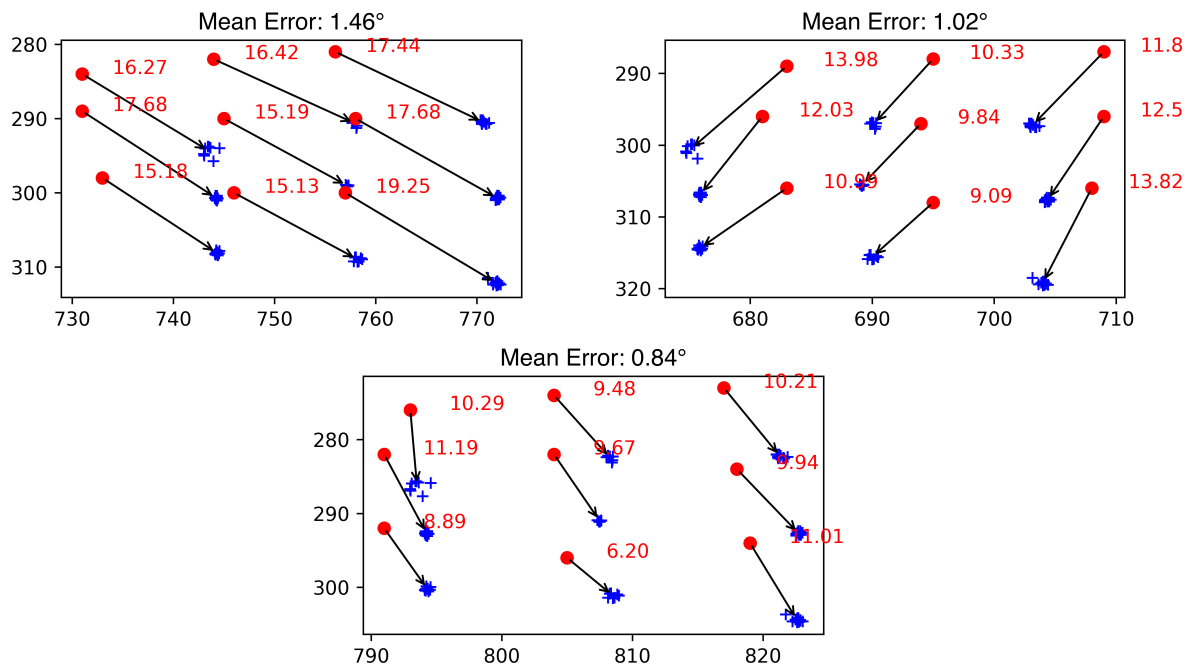 Mean Error: 1.46°
280
290
300
310
730 740 750 760 770
16.27 16.42 17.44
17.68 15.19 17.68
15.18 15.13 19.25
Mean Error: 1.02°
290
300
310
320
680 690 700 710
13.98 10.33 11.8
12.03 9.84 12.5
9.09 13.82
Mean Error: 0.84°
280
290
300
790 800 810 820
10.29 9.48 10.21
11.19 9.67 9.94
8.89 6.20 11.01